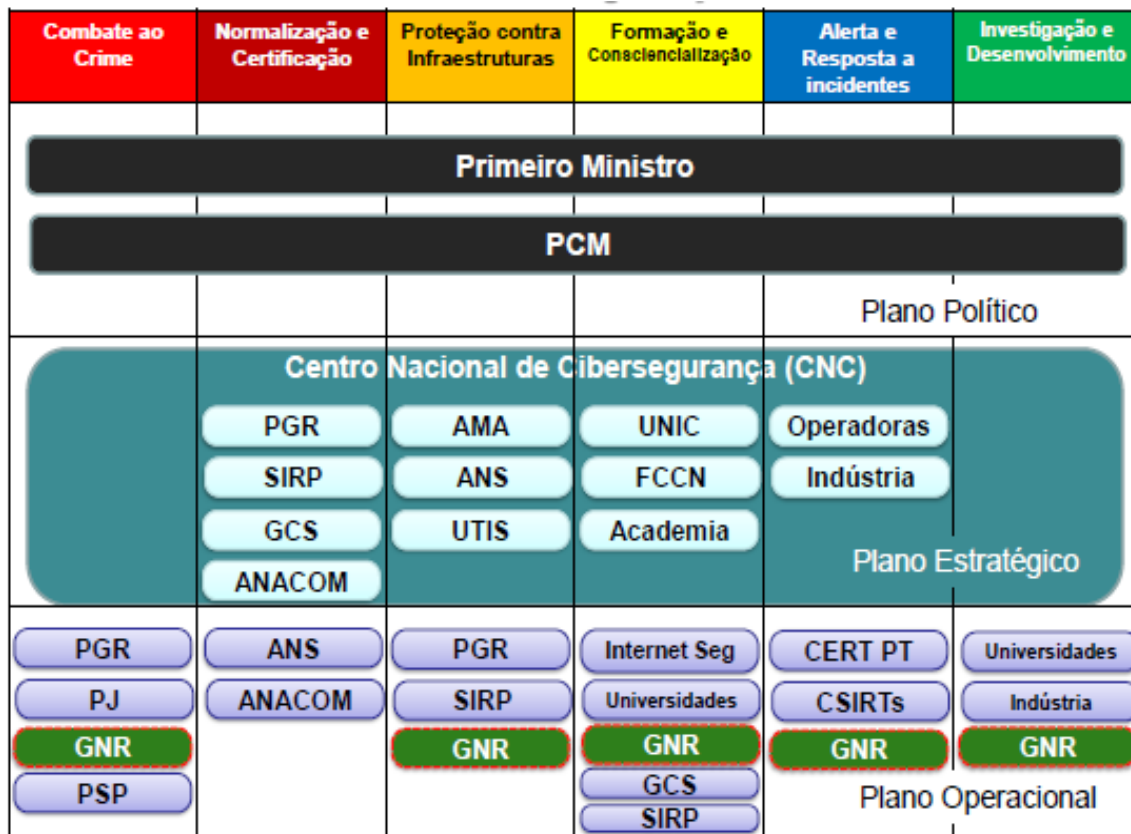 Combate ao
Crime
Normalização e
Certificação
Proteção contra
Infraestruturas
Formação e
Consciencialização
Alerta e
Resposta a
incidentes
Investigação e
Desenvolvimento
Primeiro Ministro
PCM
Plano Político
Centro Nacional de Cibersegurança (CNC)
PGR AMA UNIC Operadoras
SIRP ANS FCCN Indústria
GCS UTIS Academia
ANACOM
Plano Estratégico
PGR ANS PGR Internet Seg CERT PT Universidades
PJ ANACOM SIRP Universidades CSIRTs Indústria
GNR GNR GNR GNR GNR
PSP GCS
SIRP
Plano Operacional